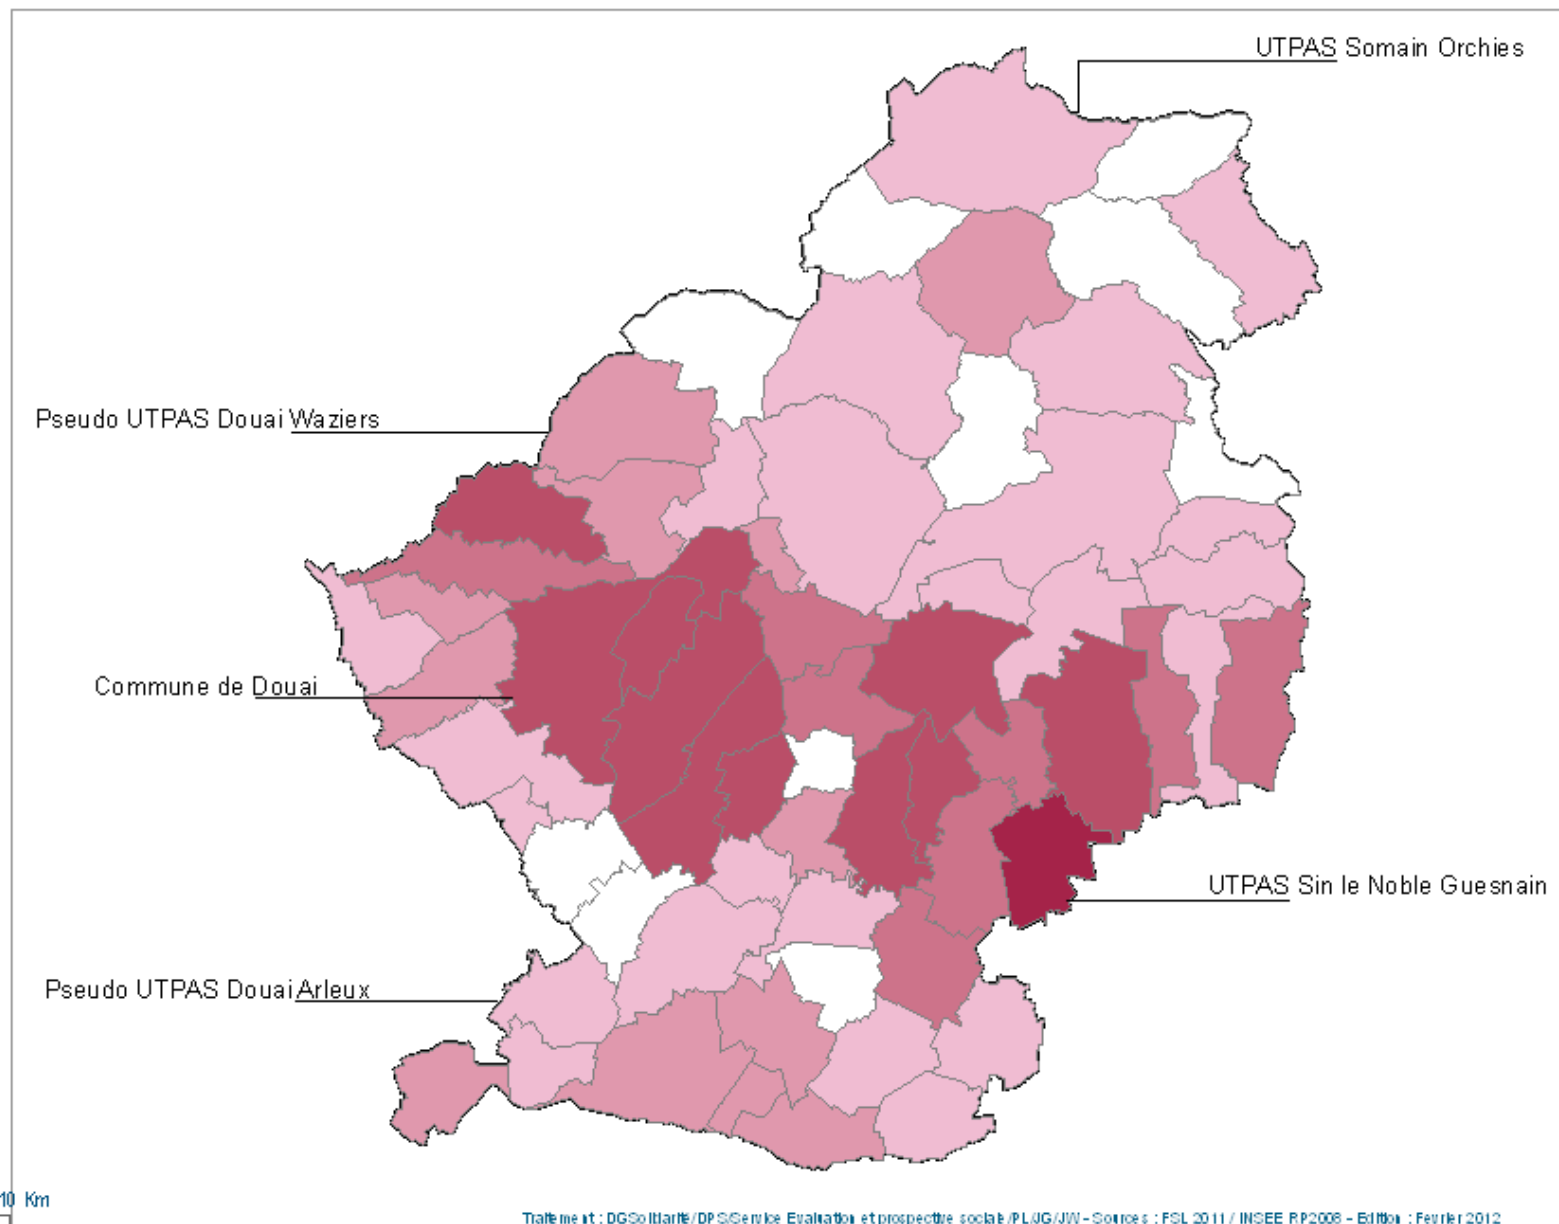 UTPAS Somain Orchies
Pseudo UTPAS Douai Waziers
Commune de Douai
UTPAS Sin le Noble Guesnain
Pseudo UTPAS Douai Arleux
10 Km
Traitement : DGSolidarité/DPS/Service Evaluation et prospective sociale/PL/JG/JW - Sources : FSL 2011 / INSEE RP2008 - Edition : Fevrier 2012